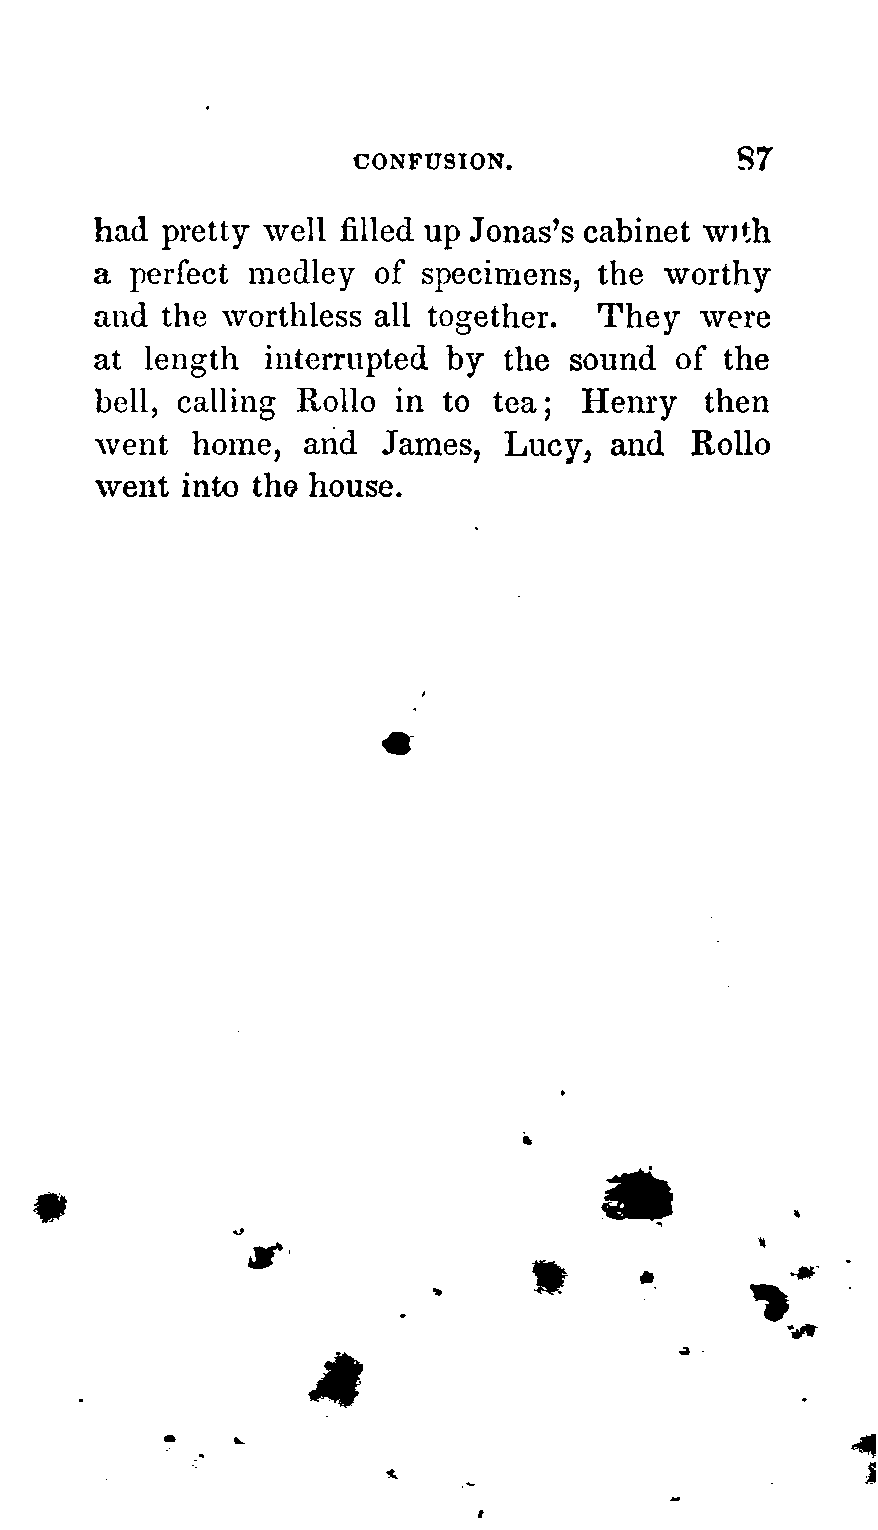 CONFUSION. 87
had pretty well filled up Jonas's cabinet with
a perfect medley of specimens, the worthy
and the worthless all together. They were
at length interrupted by the sound of the
bell, calling Rollo in to tea; Henry then
went home, and James, Lucy, and Rollo
went into the house.